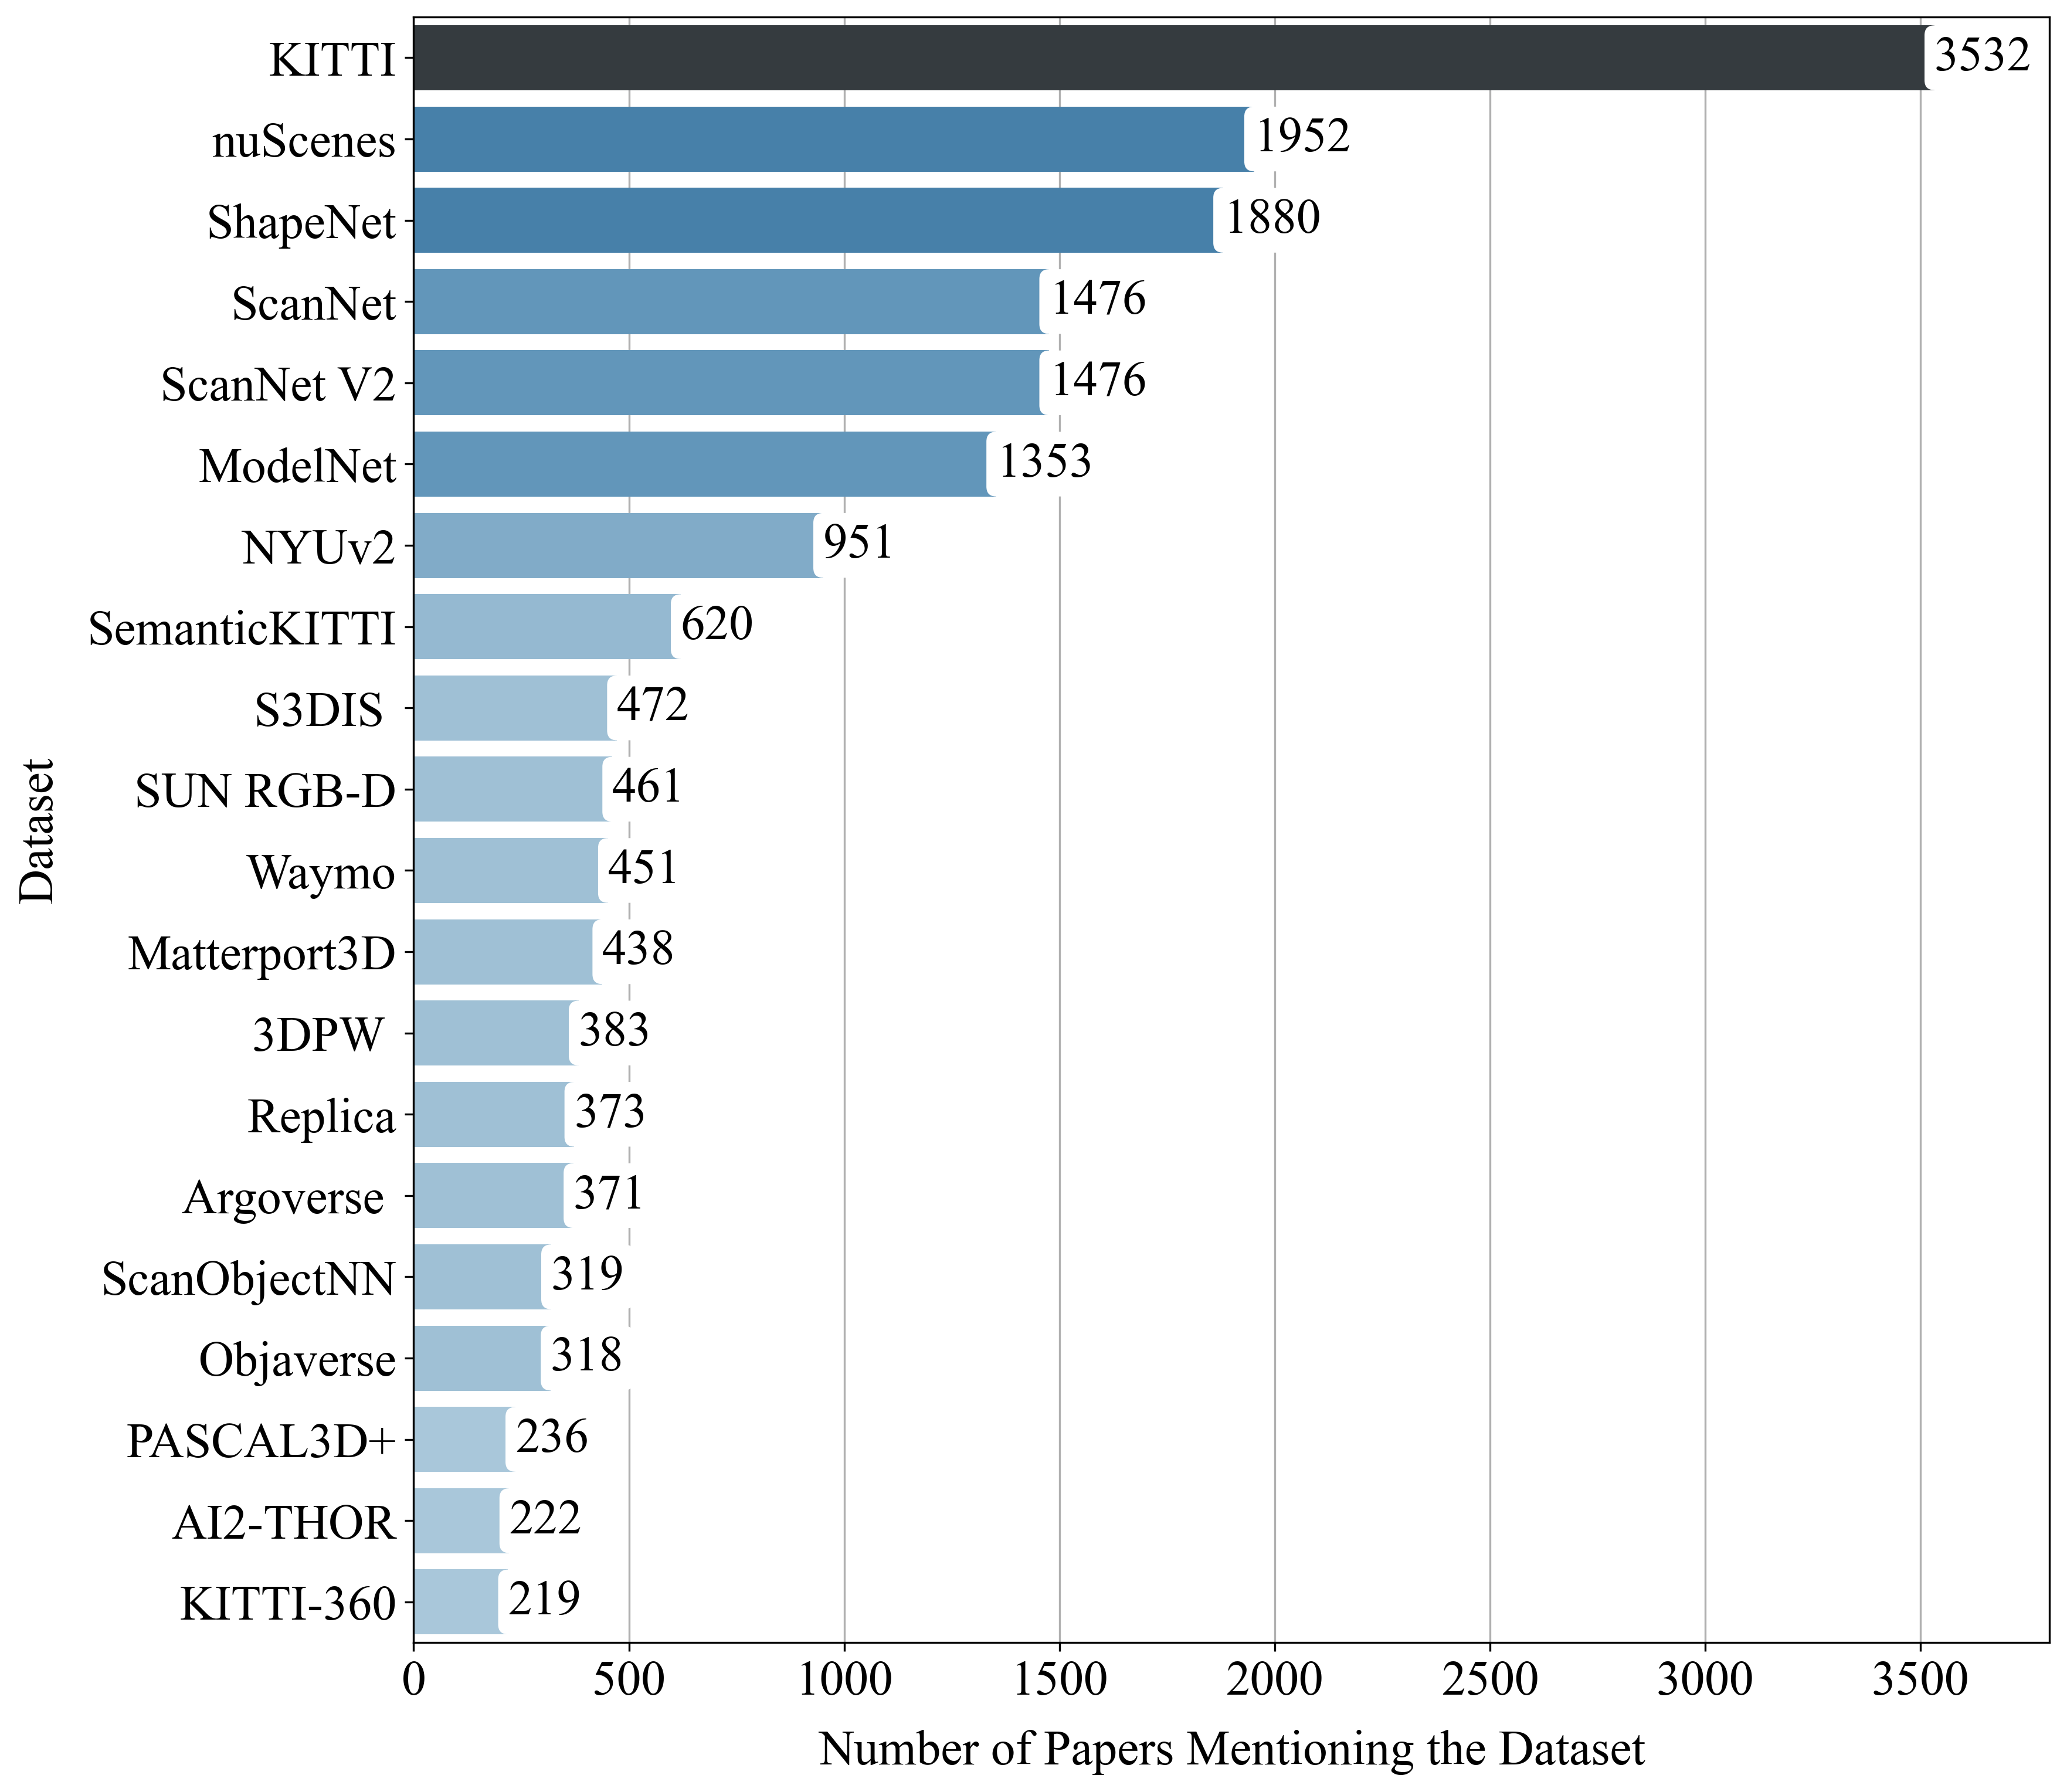 KITTI 3532
nuScenes 1952
ShapeNet 1880
ScanNet 1476
ScanNet V2 1476
ModelNet 1353
NYUv2 951
SemanticKITTI 620
S3DIS 472
SUN RGB-D 461
Waymo 451
Matterport3D 438
3DPW 383
Replica 373
Argoverse 371
ScanObjectNN 319
Objaverse 318
PASCAL3D+ 236
AI2-THOR 222
KITTI-360 219
Dataset
0 500 1000 1500 2000 2500 3000 3500
Number of Papers Mentioning the Dataset